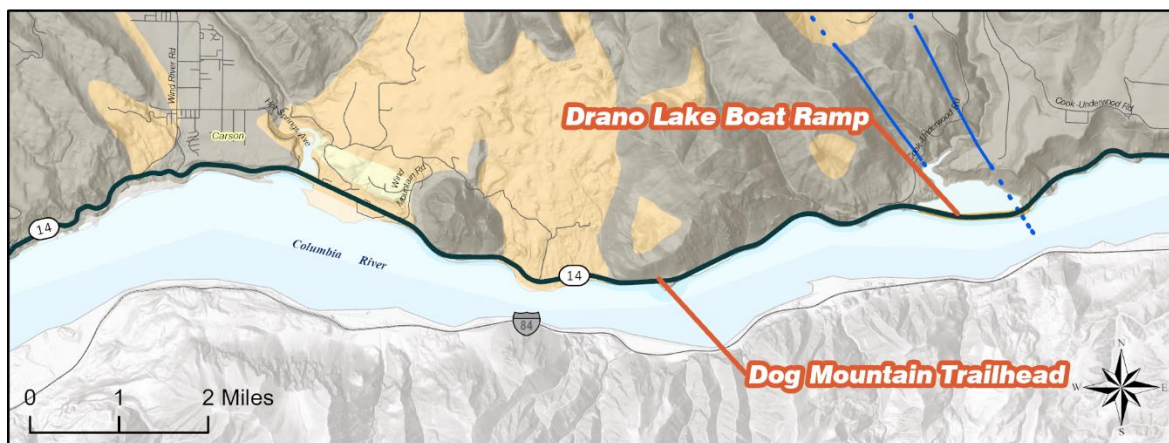 Wind River Rd
Hot Springs Ave
Carson
Wind
Mountain Rd
Drano Lake Boat Ramp
Cook-Underwood Rd
Cook-Underwood Rd
14
Columbia River
14
84
Dog Mountain Trailhead
0 1 2 Miles
N
W E
S